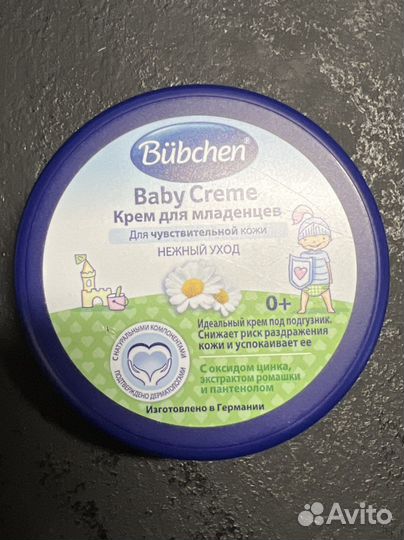 Bübchen®
Baby Creme
Крем для младенцев
Для чувствительной кожи
НЕЖНЫЙ УХОД
0+
Идеальный крем под подгузник.
Снижает риск раздражения
кожи и успокаивает ее
С НАТУРАЛЬНЫМИ КОМПОНЕНТАМИ
ПОДТВЕРЖДЕНО ДЕРМАТОЛОГАМИ
С оксидом цинка,
экстрактом ромашки
и пантенолом
Изготовлено в Германии
Avito